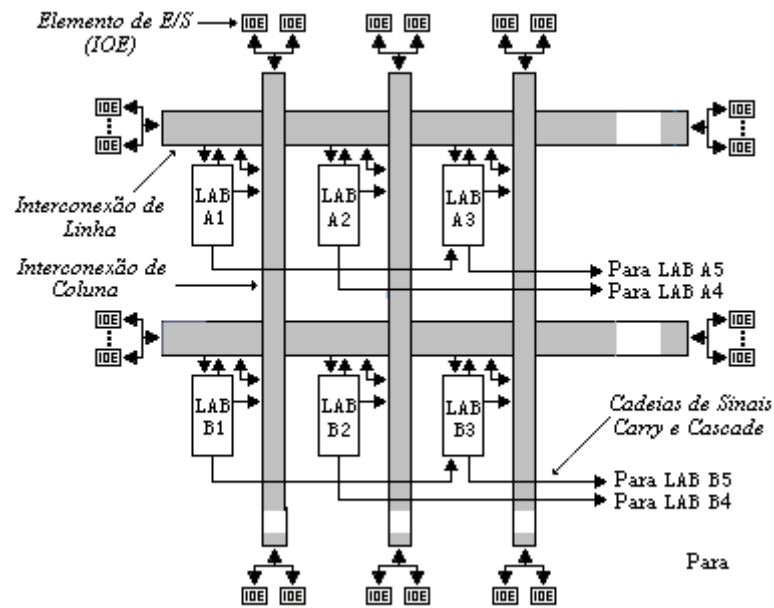 Elemento de E/S
(IOE)
IOE IOE IOE IOE IOE IOE
IOE IOE
IOE IOE
LAB A1 LAB A2 LAB A3
Interconexão de
Linha
Interconexão de
Coluna
Para LAB A5
Para LAB A4
IOE IOE
IOE IOE
LAB B1 LAB B2 LAB B3
Cadeias de Sinais
Carry e Cascade
Para LAB B5
Para LAB B4
Para
IOE IOE IOE IOE IOE IOE